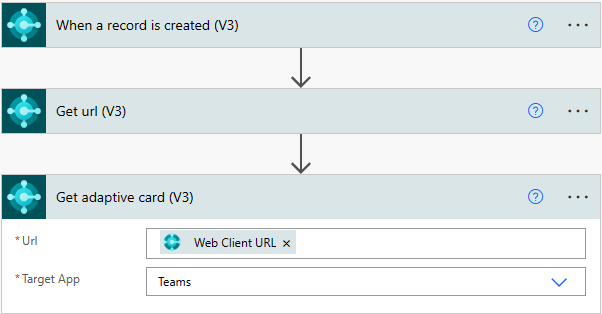 When a record is created (V3)
Get url (V3)
Get adaptive card (V3)
* Url Web Client URL ×
* Target App Teams